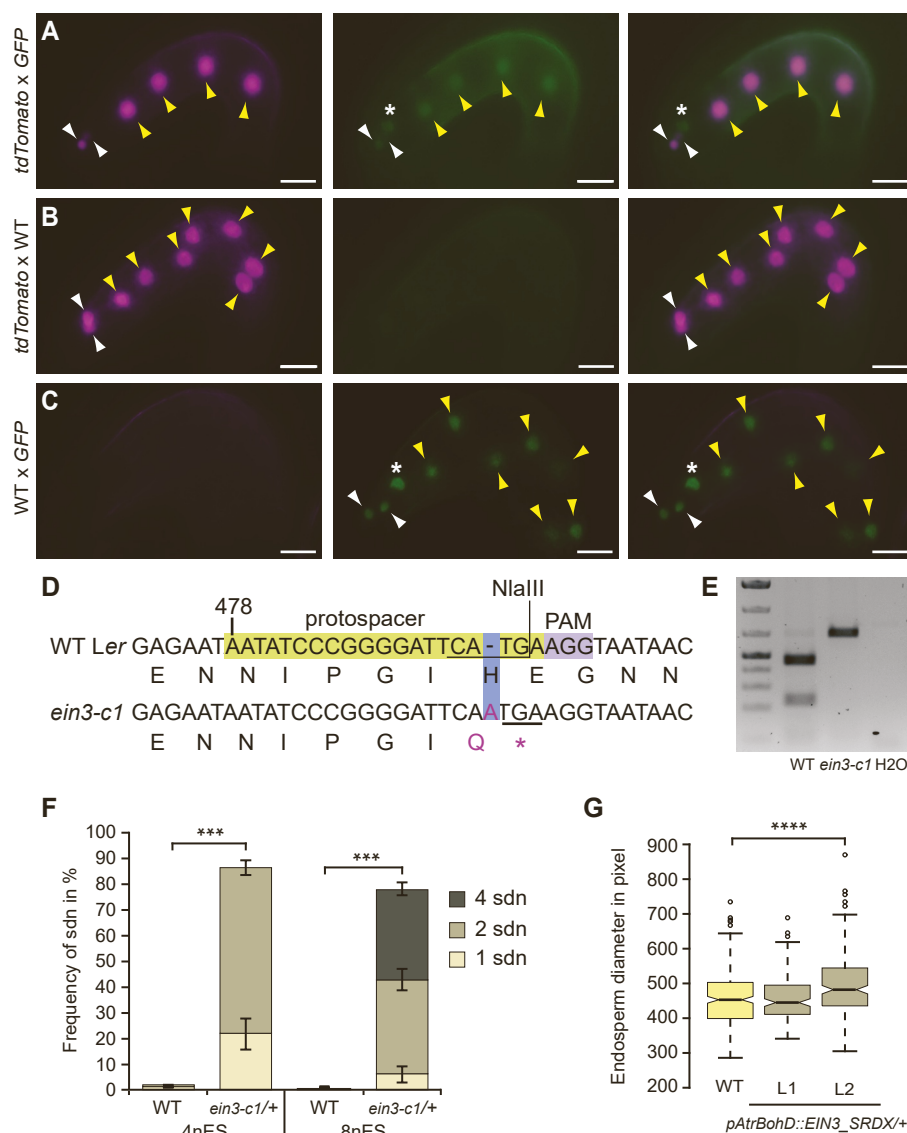 A
tdTomato x GFP
*
*
B
tdTomato x WT
C
WT x GFP
*
*
D
478
protospacer
NlaIII
PAM
WT Ler GAGAATAATATCCCGGGGATTCA-TGAAGGTAATAAC
E N N I P G I H E G N N
ein3-c1 GAGAATAATATCCCGGGGATTCAATGAAGGTAATAAC
E N N I P G I Q *
E
WT ein3-c1 H2O
F
Frequency of sdn in %
100
90
80
70
60
50
40
30
20
10
0
***
***
4 sdn
2 sdn
1 sdn
WT
ein3-c1/+
WT
ein3-c1/+
4nES
8nES
G
Endosperm diameter in pixel
900
800
700
600
500
400
300
200
****
WT
L1
L2
pAtrBohD::EIN3_SRDX/+